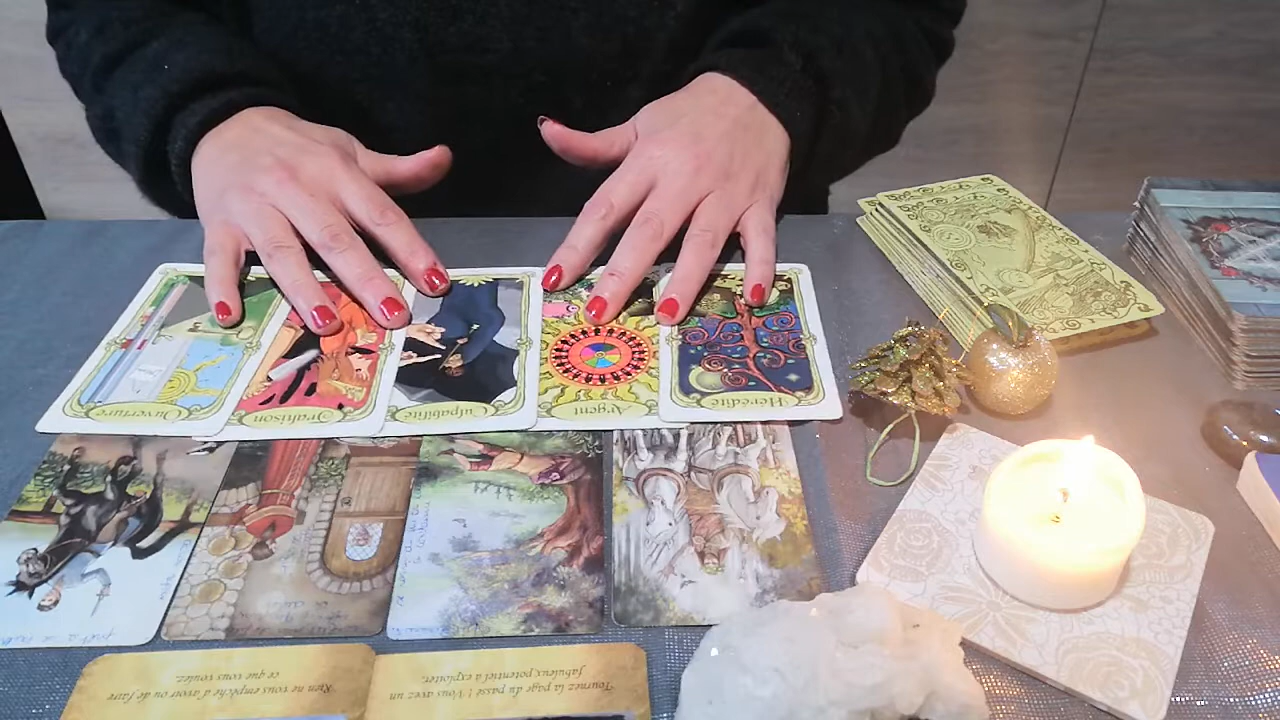 Ouverture
Trahison
Culpabilité
Argent
Hérédité
Rien ne vous empêche d'avoir ou de faire
ce que vous voulez.
Tournez la page du passé ! Vous avez un
fabuleux potentiel à exploiter.